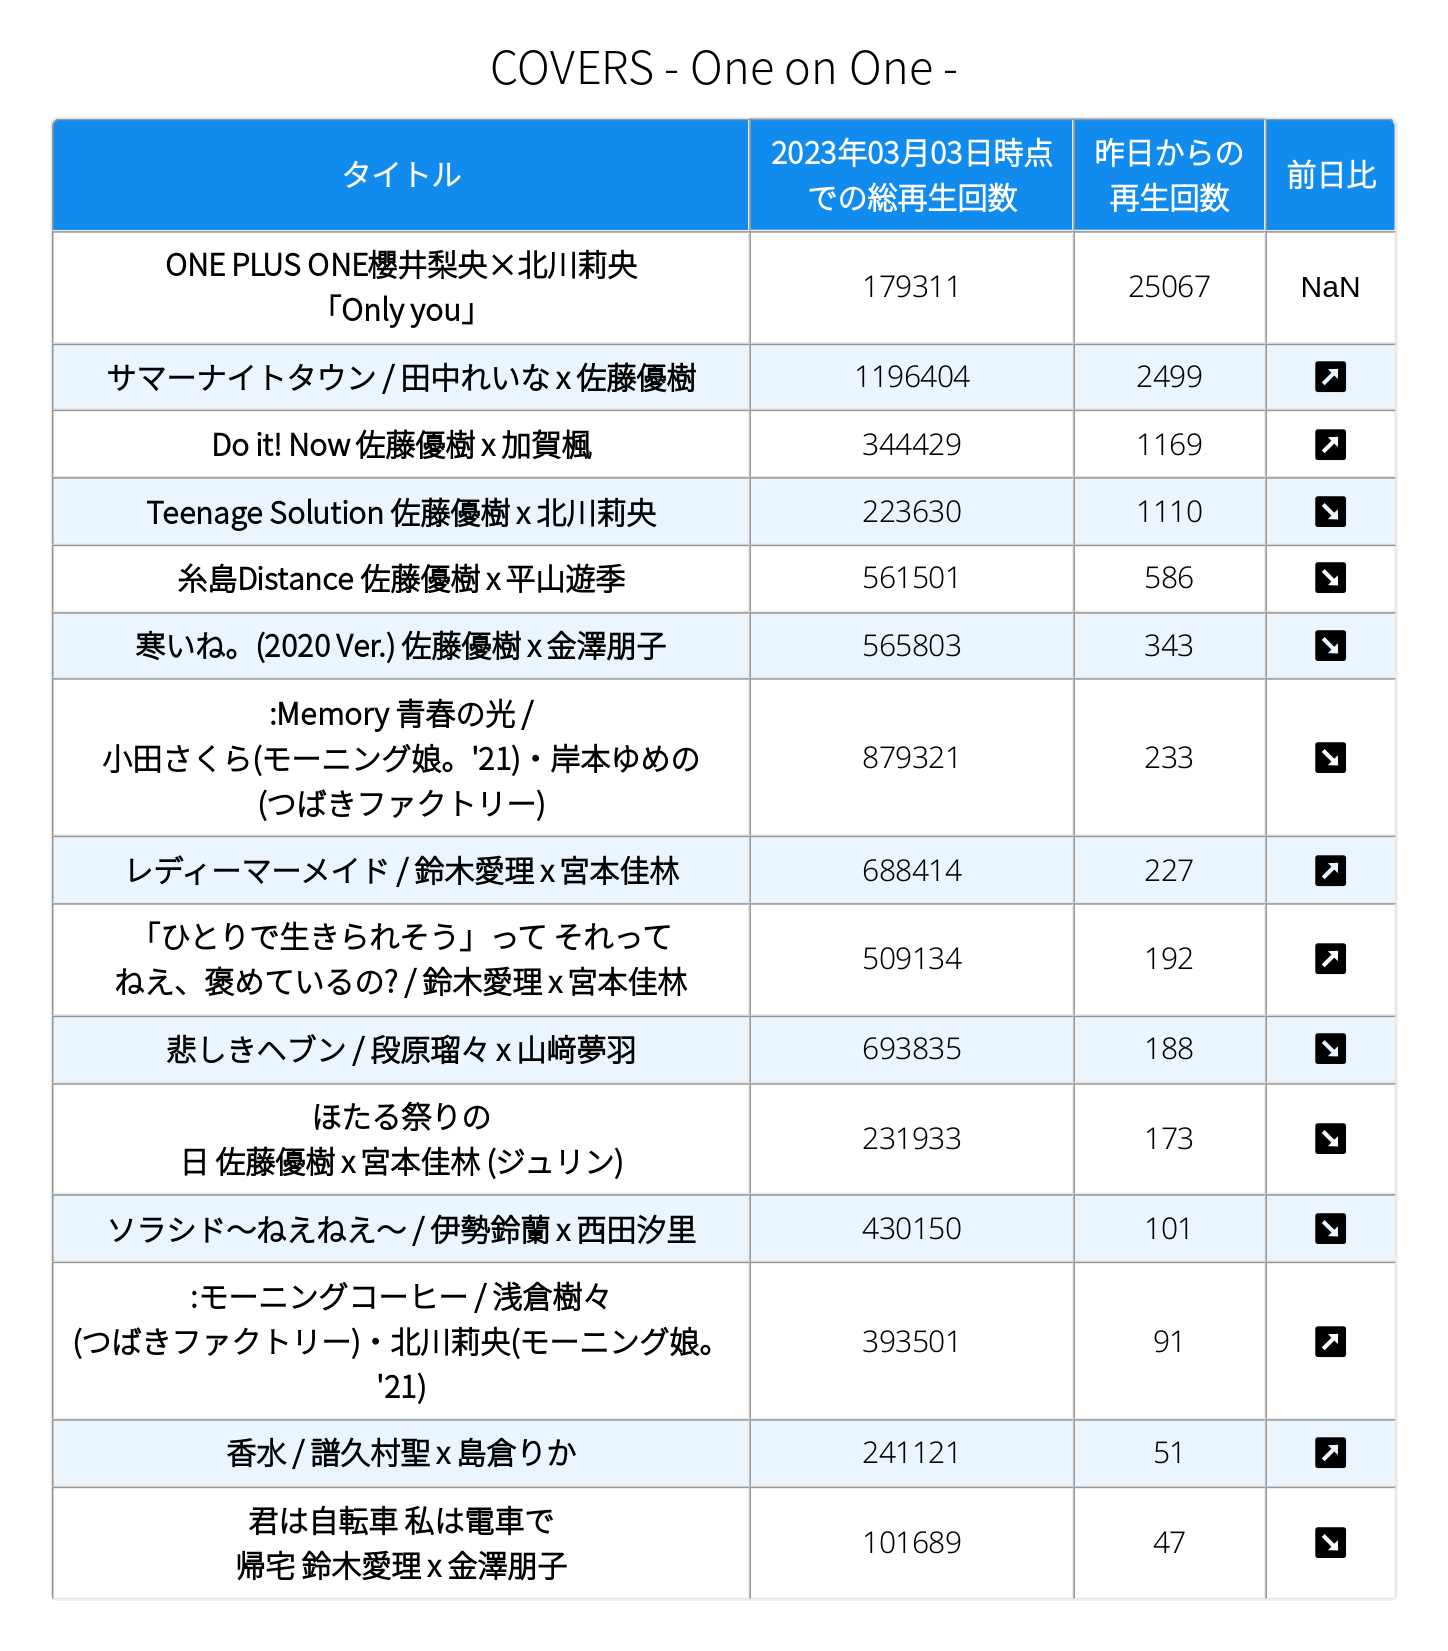 COVERS - One on One -
タイトル
2023年03月03日時点
での総再生回数
昨日からの
再生回数
前日比
ONE PLUS ONE櫻井梨央×北川莉央
「Only you」
179311
25067
NaN
サマーナイトタウン / 田中れいな x 佐藤優樹
1196404
2499
Do it! Now 佐藤優樹 x 加賀楓
344429
1169
Teenage Solution 佐藤優樹 x 北川莉央
223630
1110
糸島Distance 佐藤優樹 x 平山遊季
561501
586
寒いね。(2020 Ver.) 佐藤優樹 x 金澤朋子
565803
343
:Memory 青春の光 /
小田さくら(モーニング娘。'21)・岸本ゆめの
(つばきファクトリー)
879321
233
レディーマーメイド / 鈴木愛理 x 宮本佳林
688414
227
「ひとりで生きられそう」って それって
ねえ、褒めているの? / 鈴木愛理 x 宮本佳林
509134
192
悲しきヘブン / 段原瑠々 x 山﨑夢羽
693835
188
ほたる祭りの
日 佐藤優樹 x 宮本佳林 (ジュリン)
231933
173
ソラシド〜ねえねえ〜 / 伊勢鈴蘭 x 西田汐里
430150
101
:モーニングコーヒー / 浅倉樹々
(つばきファクトリー)・北川莉央(モーニング娘。
'21)
393501
91
香水 / 譜久村聖 x 島倉りか
241121
51
君は自転車 私は電車で
帰宅 鈴木愛理 x 金澤朋子
101689
47